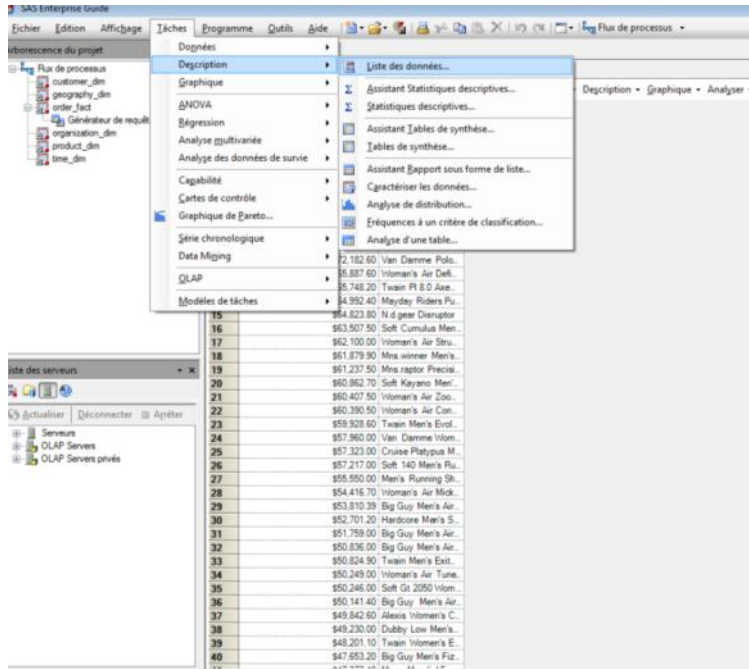 SAS Enterprise Guide
Fichier Edition Affichage Tâches Programme Outils Aide Flux de processus
Arborescence du projet
Flux de processus
customer_dim
geography_dim
order_fact
Générateur de requêt
organization_dim
product_dim
time_dim
Données
Description
Graphique
ANOVA
Régression
Analyse multivariée
Analyse des données de survie
Capabilité
Cartes de contrôle
Graphique de Pareto...
Série chronologique
Data Mining
OLAP
Modèles de tâches
Liste des données...
Assistant Statistiques descriptives...
Statistiques descriptives...
Assistant Tables de synthèse...
Tables de synthèse...
Assistant Rapport sous forme de liste...
Caractériser les données...
Analyse de distribution...
Fréquences à un critère de classification...
Analyse d'une table...
Description Graphique Analyser
72,182.60 Van Damme Polo..
5,887.60 Woman's Air Defi..
5,748.20 Twain Pt 8.0 Axe..
$4,992.40 Mayday Riders Pu..
15 $64,823.80 N.d.gear Disruptor
16 $63,507.50 Soft Cumulus Men..
17 $62,100.00 Women's Air Stru..
18 $61,879.90 Mns.winner Men's..
19 $61,237.50 Mns.raptor Precisi..
20 $60,862.70 Soft Kayano Men'..
21 $60,407.50 Women's Air Zoo..
22 $60,390.50 Women's Air Con..
23 $59,928.60 Twain Men's Evol..
24 $57,960.00 Van Damme Wom..
25 $57,323.00 Cruise Platypus M..
26 $57,217.00 Soft 140 Men's Ru..
27 $55,550.00 Men's Running Sh..
28 $54,416.70 Woman's Air Mick..
29 $53,810.39 Big Guy Men's Air..
30 $52,701.20 Hardcore Men's S..
31 $51,759.00 Big Guy Men's Air..
32 $50,836.00 Big Guy Men's Air..
33 $50,824.90 Twain Men's Exit..
34 $50,249.00 Woman's Air Tune..
35 $50,246.00 Soft Gt 2050 Wom..
36 $50,141.40 Big Guy Men's Air..
37 $49,842.60 Alexis Women's C..
38 $49,230.00 Dubby Low Men's..
39 $48,201.10 Twain Women's E..
40 $47,653.20 Big Guy Men's Fiz..
iste des serveurs
Actualiser Déconnecter Arrêter
Serveurs
OLAP Servers
OLAP Servers privés